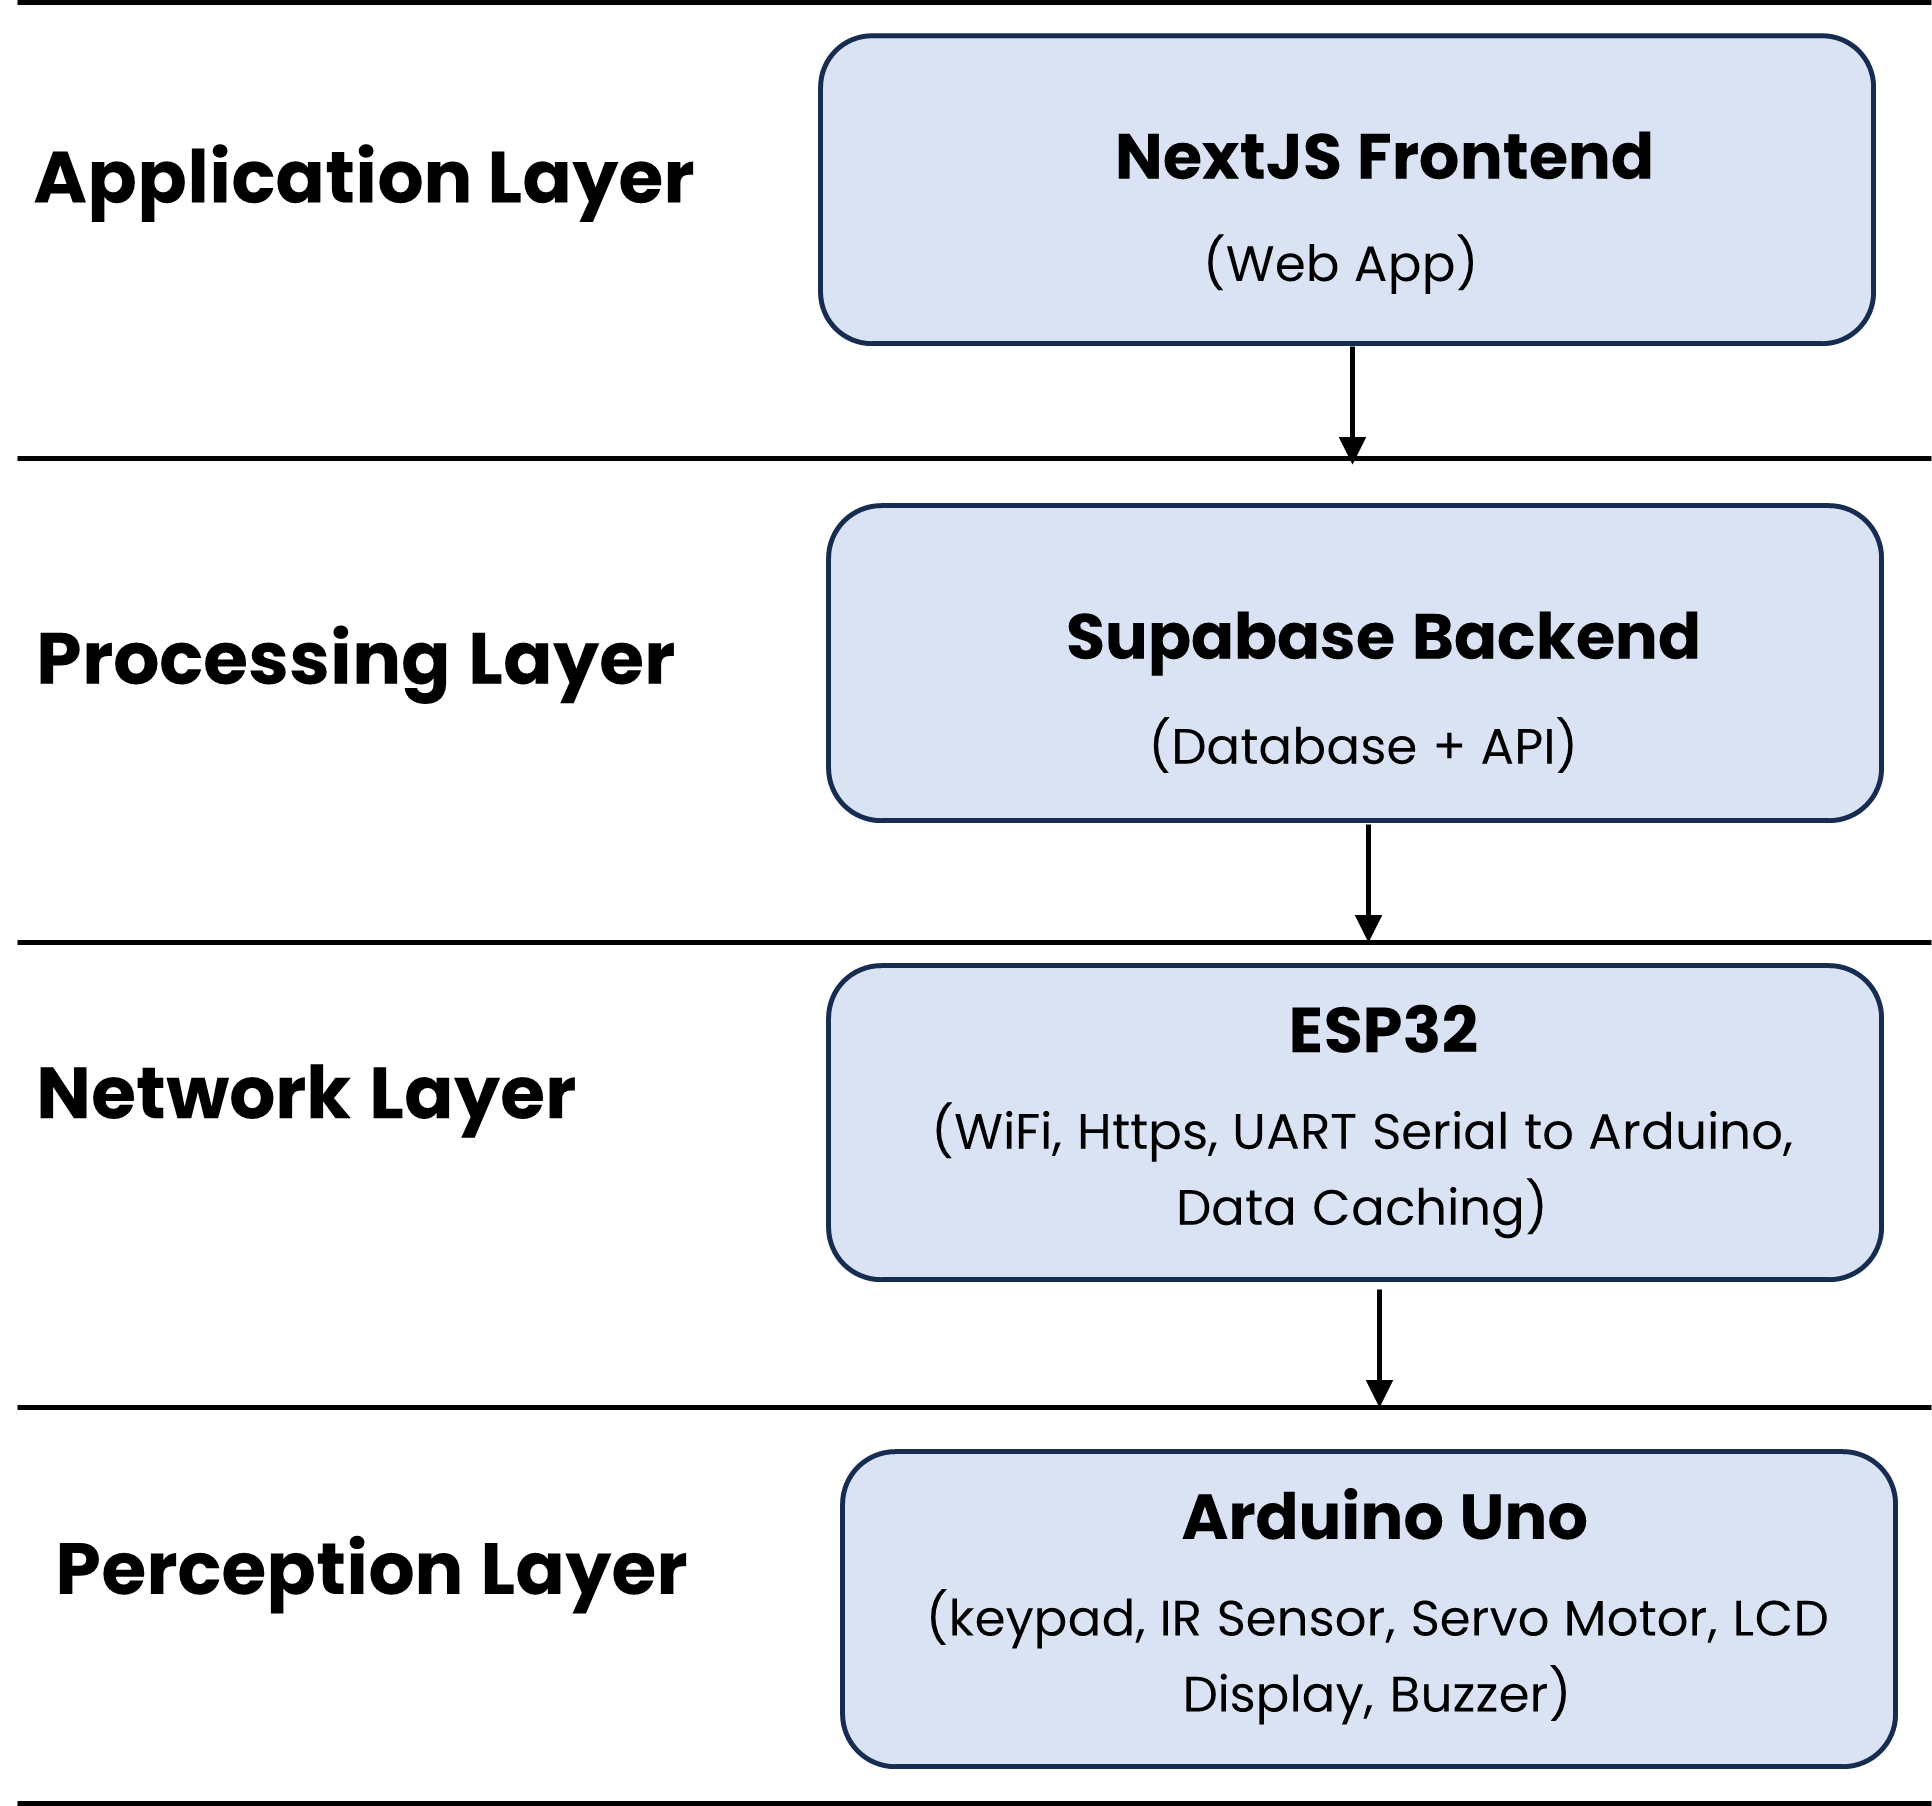 Application Layer
NextJS Frontend
(Web App)
Processing Layer
Supabase Backend
(Database + API)
Network Layer
ESP32
(WiFi, Https, UART Serial to Arduino,
Data Caching)
Perception Layer
Arduino Uno
(keypad, IR Sensor, Servo Motor, LCD
Display, Buzzer)